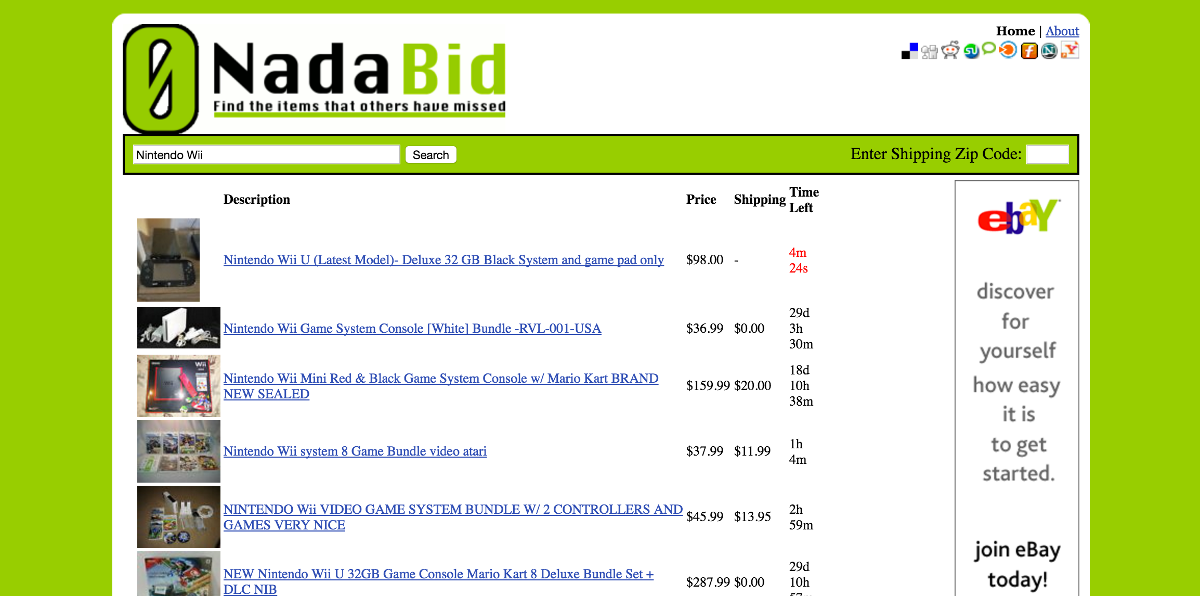 Home | About
NadaBid
Find the items that others have missed
Nintendo Wii
Search
Enter Shipping Zip Code:
Description
Price
Shipping
Time
Left
Nintendo Wii U (Latest Model)- Deluxe 32 GB Black System and game pad only
$98.00
-
4m
24s
Nintendo Wii Game System Console [White] Bundle -RVL-001-USA
$36.99
$0.00
29d
3h
30m
Nintendo Wii Mini Red & Black Game System Console w/ Mario Kart BRAND
NEW SEALED
$159.99
$20.00
18d
10h
38m
Nintendo Wii system 8 Game Bundle video atari
$37.99
$11.99
1h
4m
NINTENDO Wii VIDEO GAME SYSTEM BUNDLE W/ 2 CONTROLLERS AND
GAMES VERY NICE
$45.99
$13.95
2h
59m
NEW Nintendo Wii U 32GB Game Console Mario Kart 8 Deluxe Bundle Set +
DLC NIB
$287.99
$0.00
29d
10h
ebaY
discover
for
yourself
how easy
it is
to get
started.
join eBay
today!